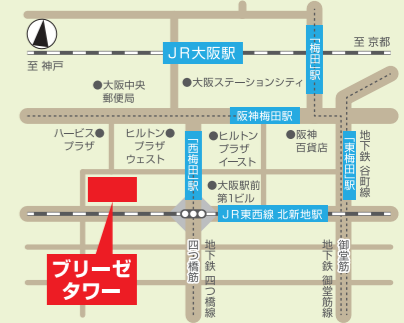 「梅田」駅
JR大阪駅
至 京都
至 神戸
●大阪中央
郵便局
●大阪ステーションシティ
阪神梅田駅
ハービス●
プラザ
ヒルトン●
プラザ
ウェスト
「西梅田」駅
●ヒルトン
プラザ
イースト
●阪神
百貨店
「東梅田」駅
地下鉄 谷町線
●大阪駅前
第1ビル
JR東西線 北新地駅
ブリーゼ
タワー
四つ橋筋
地下鉄 四つ橋線
地下鉄 御堂筋線
御堂筋